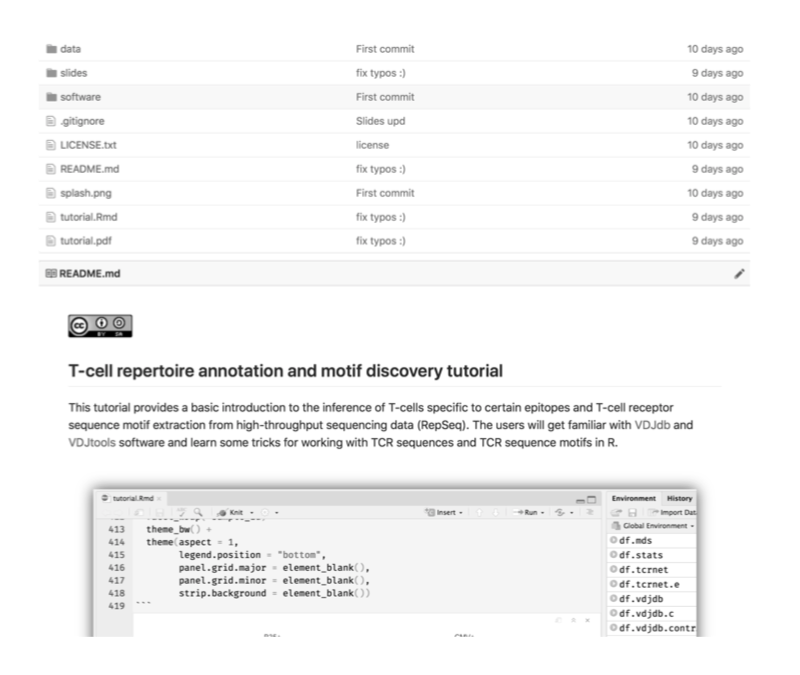 data First commit 10 days ago
slides fix typos :) 9 days ago
software First commit 10 days ago
.gitignore Slides upd 10 days ago
LICENSE.txt license 10 days ago
README.md fix typos :) 9 days ago
splash.png First commit 10 days ago
tutorial.Rmd fix typos :) 9 days ago
tutorial.pdf fix typos :) 9 days ago
README.md
cc
BY SA
T-cell repertoire annotation and motif discovery tutorial
This tutorial provides a basic introduction to the inference of T-cells specific to certain epitopes and T-cell receptor
sequence motif extraction from high-throughput sequencing data (RepSeq). The users will get familiar with VDJdb and
VDJtools software and learn some tricks for working with TCR sequences and TCR sequence motifs in R.
tutorial.Rmd ×
Knit Insert Run
413 theme_bw() +
414 theme(aspect = 1,
415 legend.position = "bottom",
416 panel.grid.major = element_blank(),
417 panel.grid.minor = element_blank(),
418 strip.background = element_blank())
419 ```
Environment History
Import Dat
Global Environment
df.mds
df.stats
df.tcrnet
df.tcrnet.e
df.vdjdb
df.vdjdb.c
df.vdjdb.contr